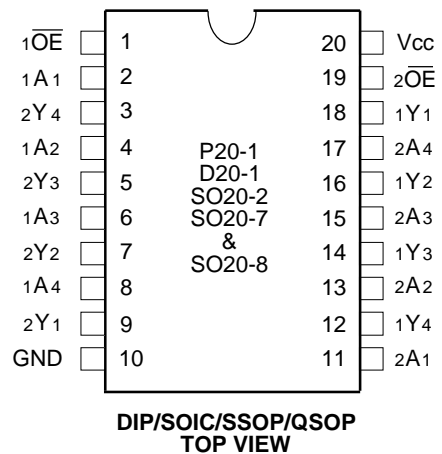 1OE 1 20 Vcc
1A1 2 19 2OE
2Y4 3 18 1Y1
1A2 4 17 2A4
2Y3 5 16 1Y2
1A3 6 15 2A3
2Y2 7 14 1Y3
1A4 8 13 2A2
2Y1 9 12 1Y4
GND 10 11 2A1
P20-1
D20-1
SO20-2
SO20-7
&
SO20-8
DIP/SOIC/SSOP/QSOP
TOP VIEW